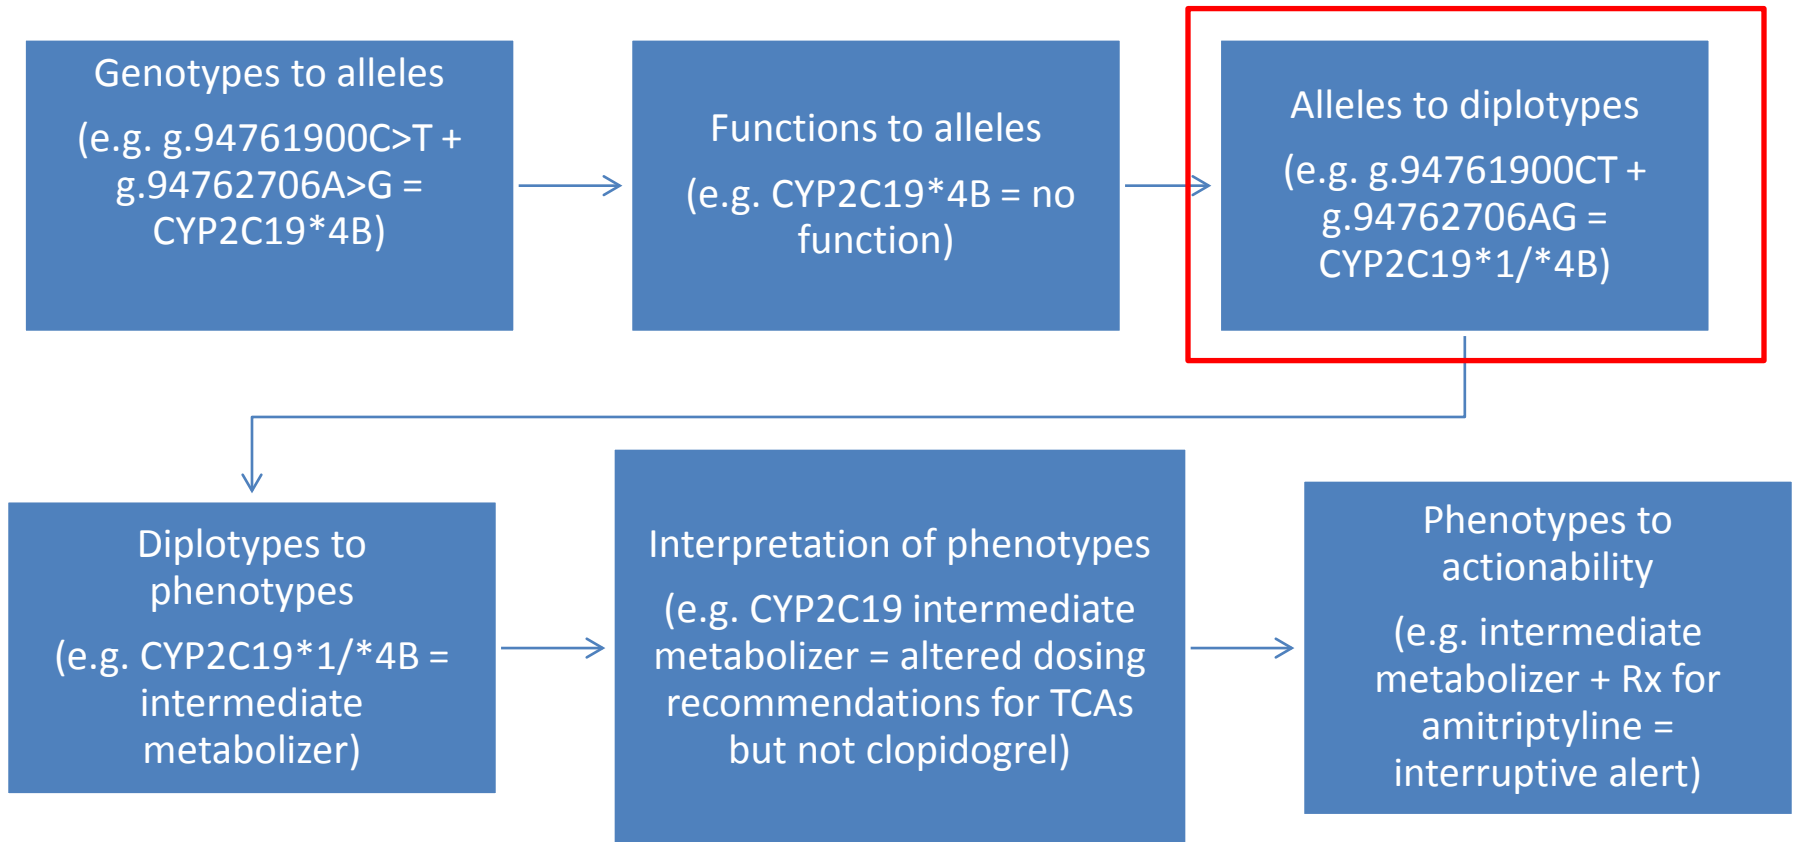 Genotypes to alleles
(e.g. g.94761900C>T +
g.94762706A>G =
CYP2C19*4B)
Functions to alleles
(e.g. CYP2C19*4B = no
function)
Alleles to diplotypes
(e.g. g.94761900CT +
g.94762706AG =
CYP2C19*1/*4B)
Diplotypes to
phenotypes
(e.g. CYP2C19*1/*4B =
intermediate
metabolizer)
Interpretation of phenotypes
(e.g. CYP2C19 intermediate
metabolizer = altered dosing
recommendations for TCAs
but not clopidogrel)
Phenotypes to
actionability
(e.g. intermediate
metabolizer + Rx for
amitriptyline =
interruptive alert)